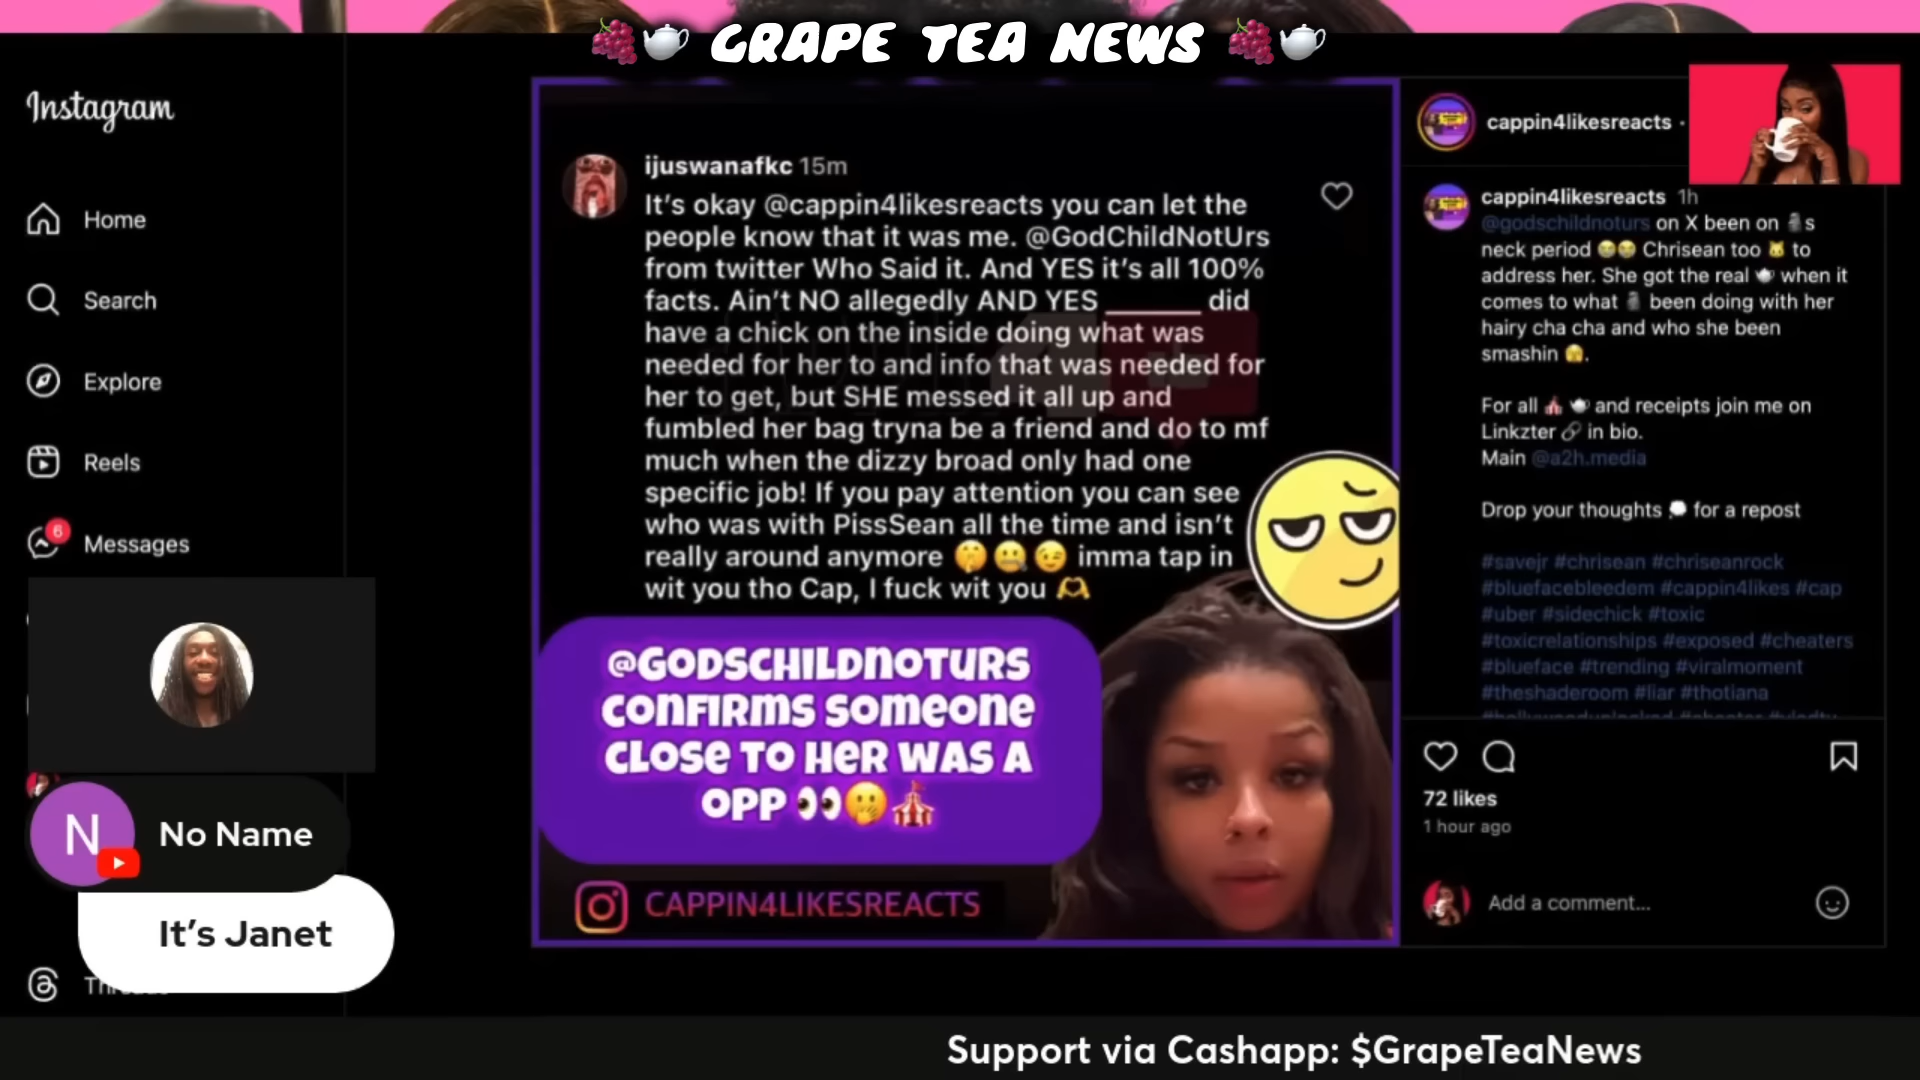 GRAPE TEA NEWS
Instagram
Home
Search
Explore
Reels
6
Messages
N
No Name
It's Janet
ijuswanafkc 15m
It's okay @cappin4likesreacts you can let the
people know that it was me. @GodChildNotUrs
from twitter Who Said it. And YES it's all 100%
facts. Ain't NO allegedly AND YES _______ did
have a chick on the inside doing what was
needed for her to and info that was needed for
her to get, but SHE messed it all up and
fumbled her bag tryna be a friend and do to mf
much when the dizzy broad only had one
specific job! If you pay attention you can see
who was with PissSean all the time and isn't
really around anymore 🤫🤐😉 imma tap in
wit you tho Cap, I fuck wit you 🫶
@GODSCHILDNOTURS
CONFIRMS SOMEONE
CLOSE TO HER WAS A
OPP 👀🫢🎪
CAPPIN4LIKESREACTS
cappin4likesreacts •
cappin4likesreacts 1h
@godschildnoturs on X been on s
neck period 😭😭 Chrisean too 🐱 to
address her. She got the real 🫖 when it
comes to what been doing with her
hairy cha cha and who she been
smashin 🫣.
For all 🎪 🫖 and receipts join me on
Linkzter 🔗 in bio.
Main @a2h.media
Drop your thoughts 💭 for a repost
#savejr #chrisean #chriseanrock
#bluefacebleedem #cappin4likes #cap
#uber #sidechick #toxic
#toxicrelationships #exposed #cheaters
#blueface #trending #viralmoment
#theshaderoom #liar #thotiana
72 likes
1 hour ago
Add a comment...
Support via Cashapp: $GrapeTeaNews